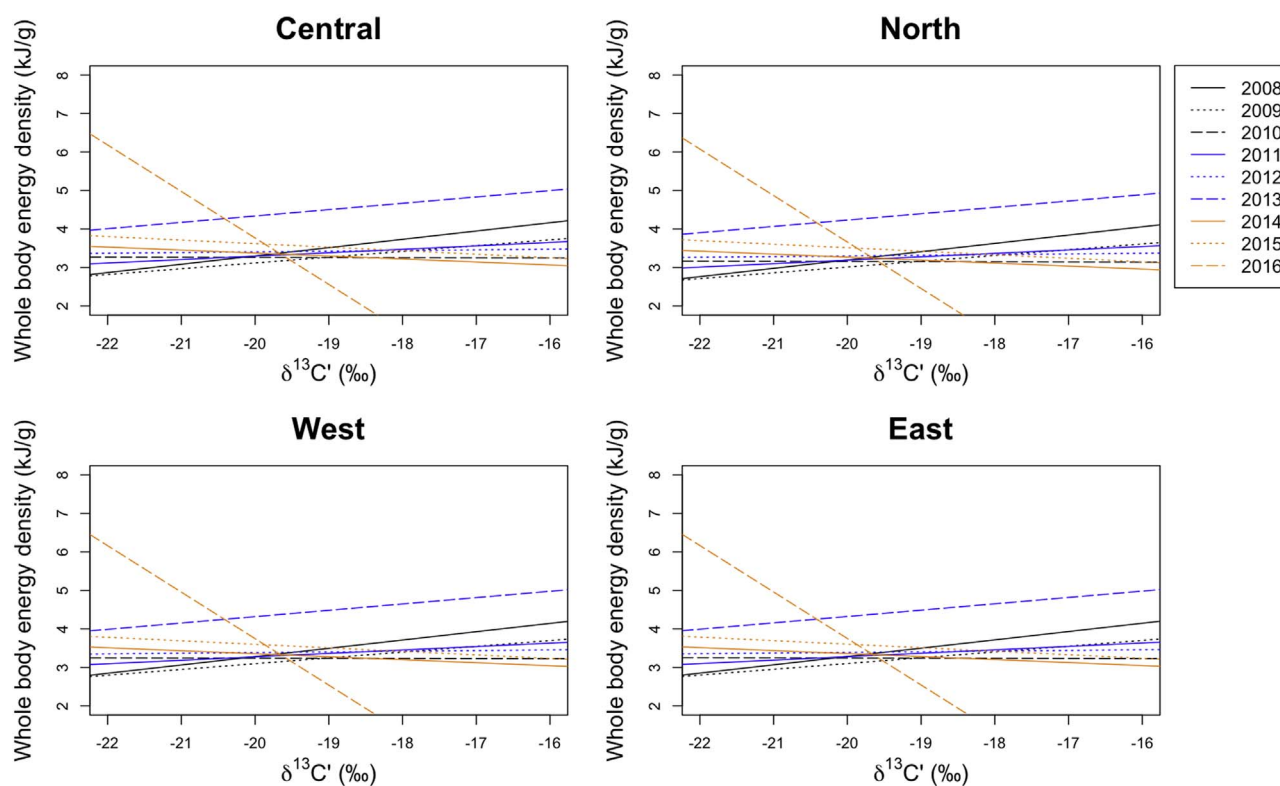 Central
Whole body energy density (kJ/g)
8
7
6
5
4
3
2
-22 -21 -20 -19 -18 -17 -16
δ¹³C' (‰)
North
Whole body energy density (kJ/g)
8
7
6
5
4
3
2
-22 -21 -20 -19 -18 -17 -16
δ¹³C' (‰)
2008
2009
2010
2011
2012
2013
2014
2015
2016
West
Whole body energy density (kJ/g)
8
7
6
5
4
3
2
-22 -21 -20 -19 -18 -17 -16
δ¹³C' (‰)
East
Whole body energy density (kJ/g)
8
7
6
5
4
3
2
-22 -21 -20 -19 -18 -17 -16
δ¹³C' (‰)